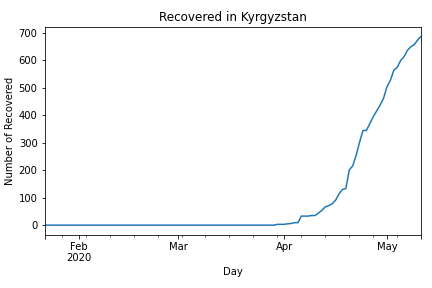 Recovered in Kyrgyzstan
Number of Recovered
700
600
500
400
300
200
100
0
Feb
2020
Mar
Apr
May
Day